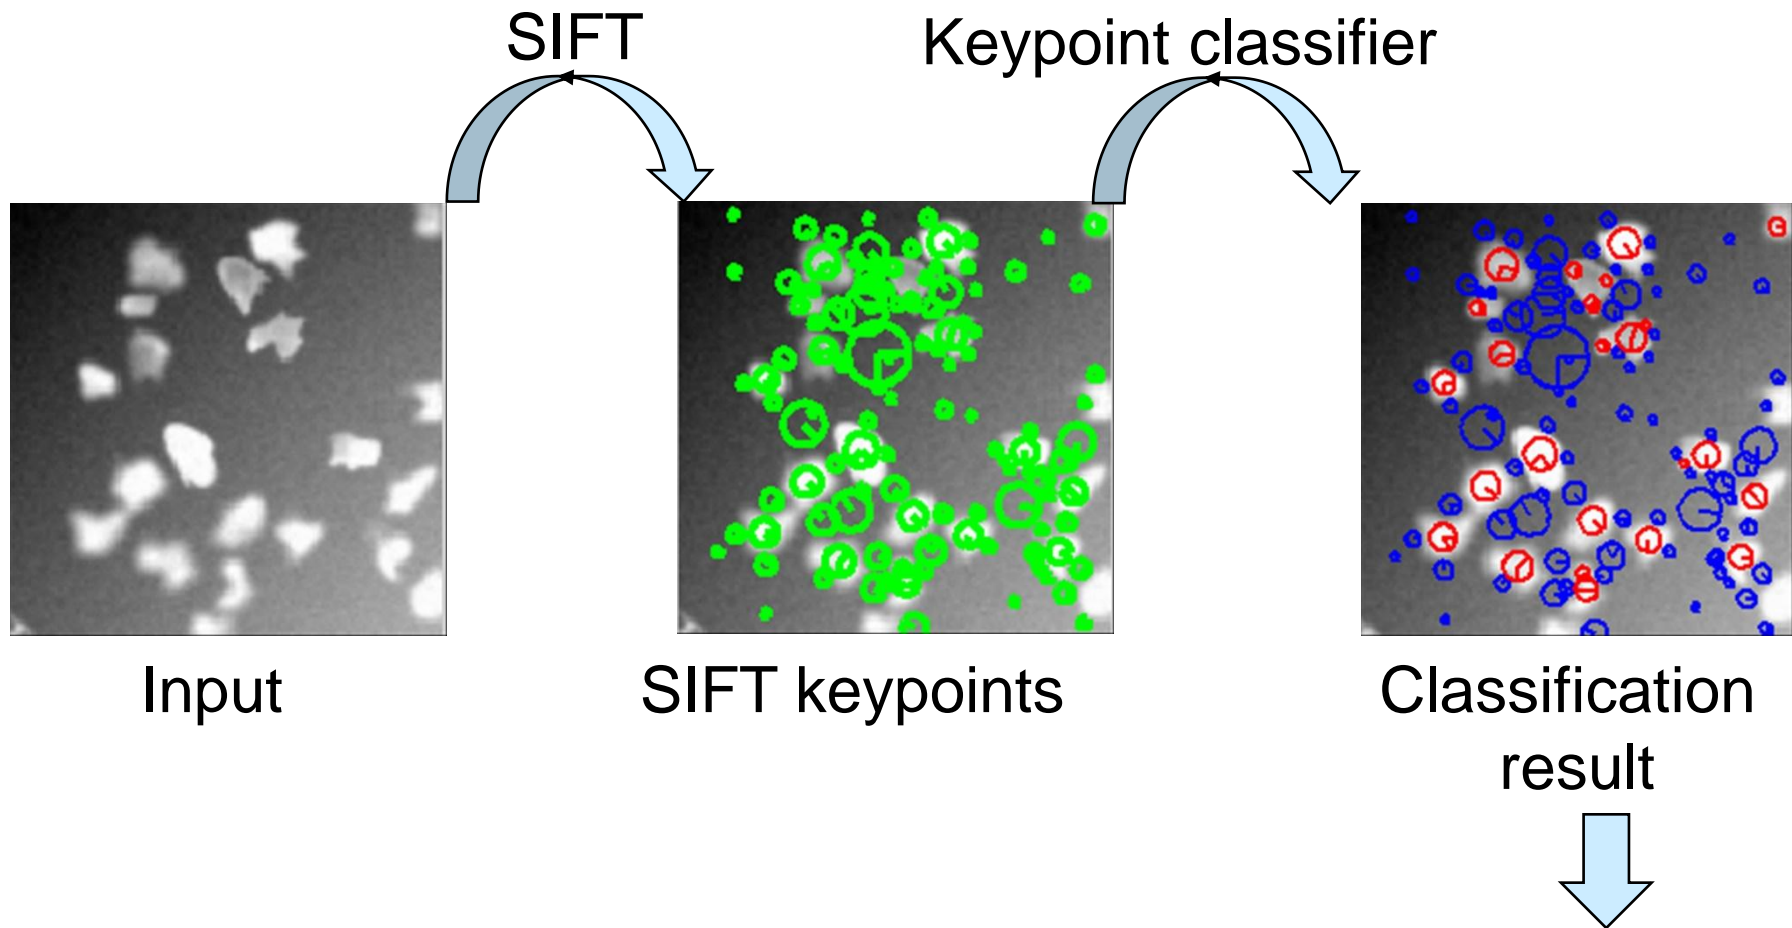 SIFT
Keypoint classifier
Input
SIFT keypoints
Classification
result